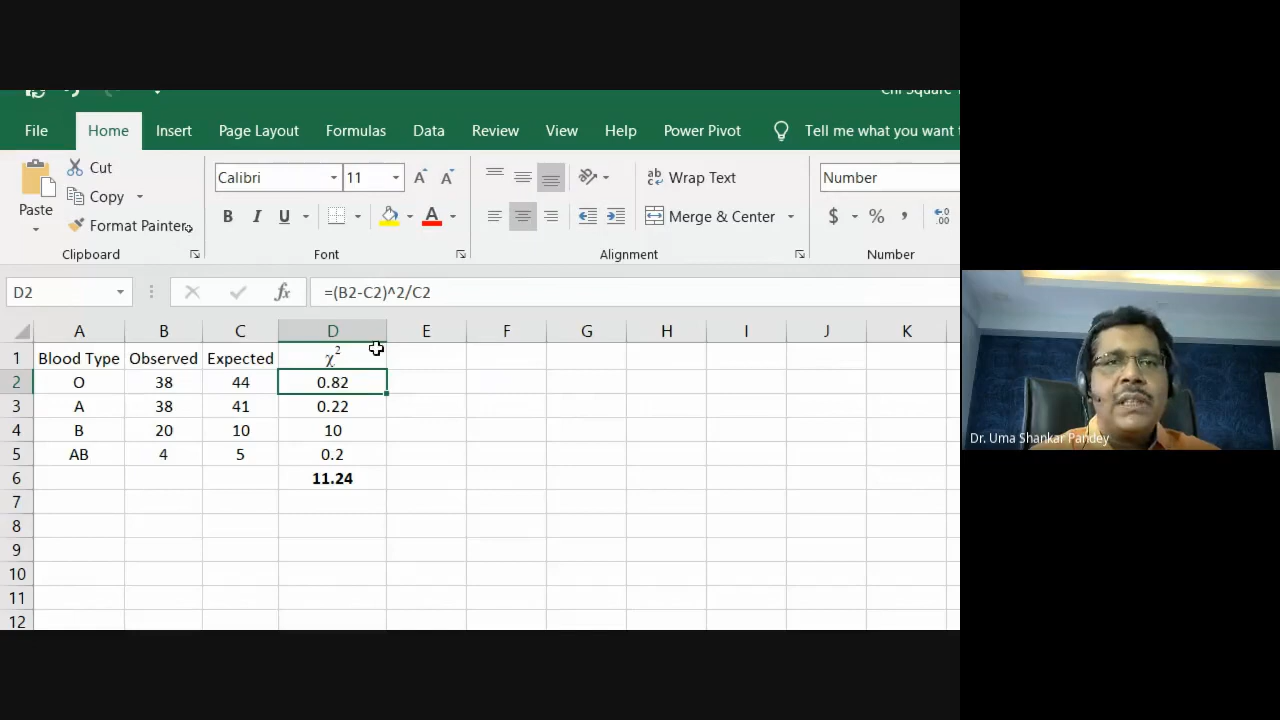 Chi Square
File Home Insert Page Layout Formulas Data Review View Help Power Pivot Tell me what you want
Cut
Copy
Format Painter
Paste
Clipboard
Calibri 11
B I U A
Font
Wrap Text
Merge & Center
Alignment
Number
$ % ,
Number
D2 fx =(B2-C2)^2/C2
A B C D E F G H I J K
1 Blood Type Observed Expected χ²
2 O 38 44 0.82
3 A 38 41 0.22
4 B 20 10 10
5 AB 4 5 0.2
6 11.24
7
8
9
10
11
12
Dr. Uma Shankar Pandey